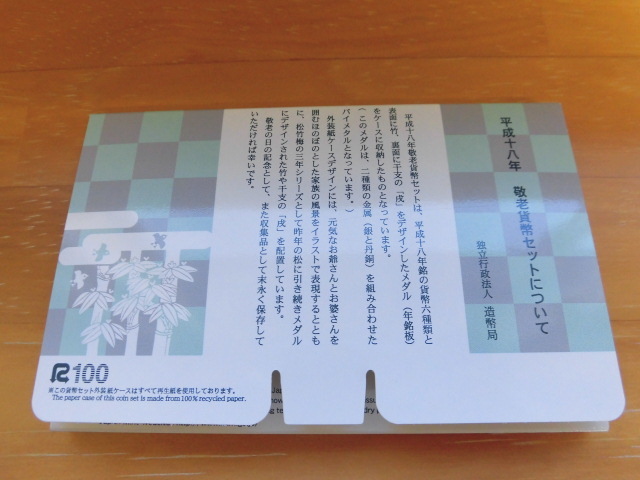 平成十八年 敬老貨幣セットについて
独立行政法人 造幣局
平成十八年敬老貨幣セットは、平成十八年銘の貨幣六種類と
表面に竹、裏面に干支の「戌」をデザインしたメダル（年銘板）
をケースに収納したものとなっています。
（このメダルは、二種類の金属（銀と丹銅）を組み合わせた
バイメタルとなっています。）
外装紙ケースデザインには、元気なお爺さんとお婆さんを
囲むほのぼのとした家族の風景をイラストで表現するととも
に、松竹梅の三年シリーズとして昨年の松に引き続きメダル
にデザインされた竹や干支の「戌」を配置しています。
敬老の日の記念として、また収集品として末永く保存して
いただければ幸いです。
R100
※この貨幣セット外装紙ケースはすべて再生紙を使用しております。
The paper case of this coin set is made from 100% recycled paper.